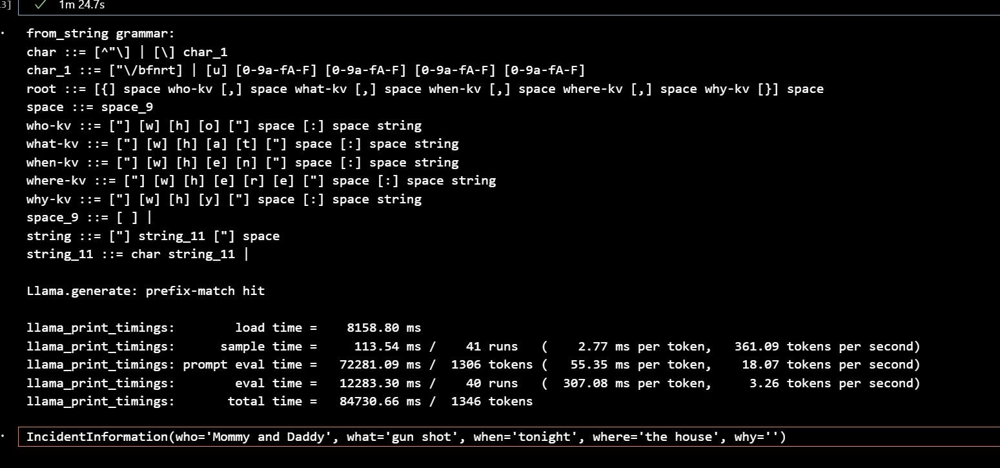 3] ✓ 1m 24.7s
from_string grammar:
char ::= [^"\] | [\] char_1
char_1 ::= ["\/bfnrt] | [u] [0-9a-fA-F] [0-9a-fA-F] [0-9a-fA-F] [0-9a-fA-F]
root ::= [{] space who-kv [,] space what-kv [,] space when-kv [,] space where-kv [,] space why-kv [}] space
space ::= space_9
who-kv ::= ["] [w] [h] [o] ["] space [:] space string
what-kv ::= ["] [w] [h] [a] [t] ["] space [:] space string
when-kv ::= ["] [w] [h] [e] [n] ["] space [:] space string
where-kv ::= ["] [w] [h] [e] [r] [e] ["] space [:] space string
why-kv ::= ["] [w] [h] [y] ["] space [:] space string
space_9 ::= [ ] |
string ::= ["] string_11 ["] space
string_11 ::= char string_11 |
Llama.generate: prefix-match hit
llama_print_timings:        load time =    8158.80 ms
llama_print_timings:      sample time =     113.54 ms /    41 runs   (    2.77 ms per token,   361.09 tokens per second)
llama_print_timings: prompt eval time =   72281.09 ms /  1306 tokens (   55.35 ms per token,    18.07 tokens per second)
llama_print_timings:        eval time =   12283.30 ms /    40 runs   (  307.08 ms per token,     3.26 tokens per second)
llama_print_timings:       total time =   84730.66 ms /  1346 tokens
IncidentInformation(who='Mommy and Daddy', what='gun shot', when='tonight', where='the house', why='')